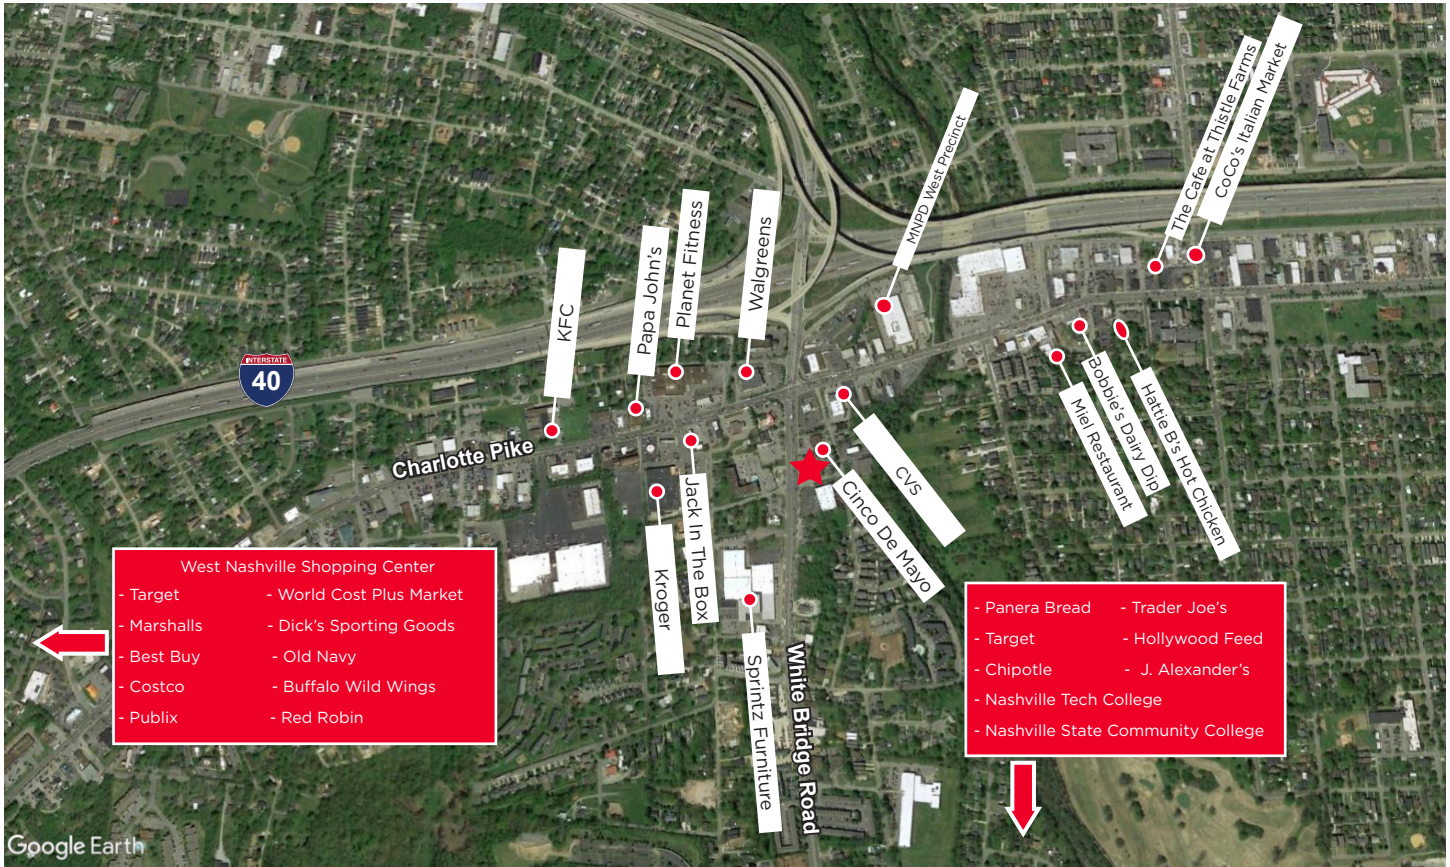 The Cafe at Thistle Farms
CoCo's Italian Market
MNPD West Precinct
Walgreens
Planet Fitness
Papa John's
KFC
INTERSTATE
40
Charlotte Pike
Jack In The Box
Kroger
Sprintz Furniture
White Bridge Road
Cinco De Mayo
CVS
Miel Restaurant
Bobbie's Dairy Dip
Hattie B's Hot Chicken
West Nashville Shopping Center
- Target - World Cost Plus Market
- Marshalls - Dick's Sporting Goods
- Best Buy - Old Navy
- Costco - Buffalo Wild Wings
- Publix - Red Robin
- Panera Bread - Trader Joe's
- Target - Hollywood Feed
- Chipotle - J. Alexander's
- Nashville Tech College
- Nashville State Community College
Google Earth